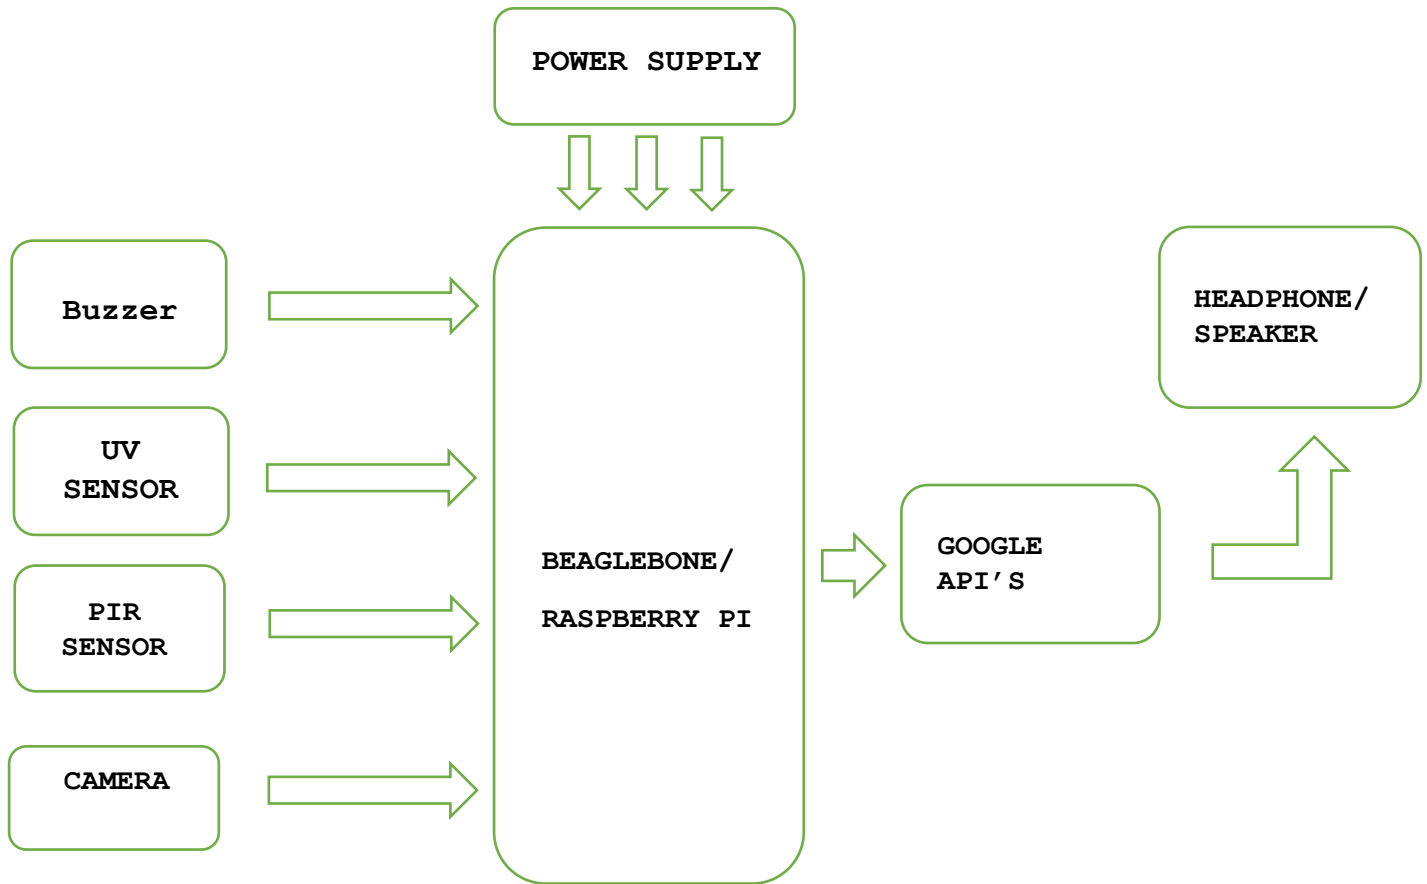 POWER SUPPLY
Buzzer
UV
SENSOR
PIR
SENSOR
CAMERA
BEAGLEBONE/
RASPBERRY PI
GOOGLE
API’S
HEADPHONE/
SPEAKER